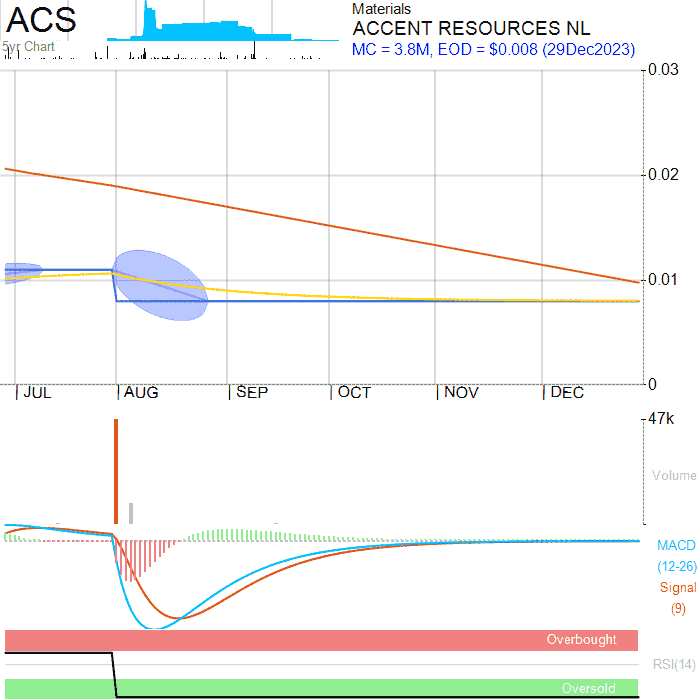 ACS
5yr Chart
Materials
ACCENT RESOURCES NL
MC = 3.8M, EOD = $0.008 (29Dec2023)
0.03
0.02
0.01
0
JUL AUG SEP OCT NOV DEC
47k
Volume
MACD
(12-26)
Signal
(9)
Overbought
RSI(14)
Oversold